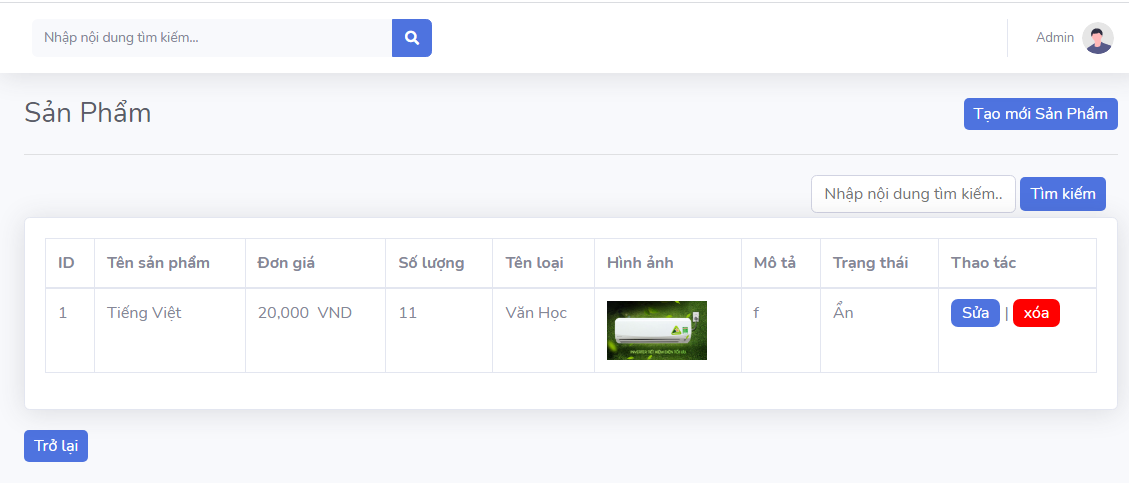 Nhập nội dung tìm kiếm...
Admin
Sản Phẩm
Tạo mới Sản Phẩm
Nhập nội dung tìm kiếm..
Tìm kiếm
ID Tên sản phẩm Đơn giá Số lượng Tên loại Hình ảnh Mô tả Trạng thái Thao tác
1 Tiếng Việt 20,000 VND 11 Văn Học f Ẩn Sửa | xóa
Trở lại